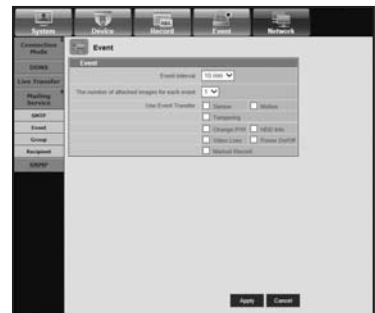 System Device Record Event Network
Connection Mode
DDNS
Live Transfer
Mailing Service
SMTP
Event
Group
Recipient
SNMP
Event
Event
Event interval 10 min
The number of attached images for each event 1
Use Event Transfer Sensor Motion
Tampering
Change P/W HDD Info
Video Loss Power On/Off
Manual Record
Apply Cancel